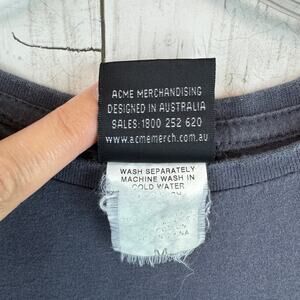 ACME MERCHANDISING
DESIGNED IN AUSTRALIA
SALES: 1800 252 620
www.acmemerch.com.au
WASH SEPARATELY
MACHINE WASH IN
COLD WATER
M